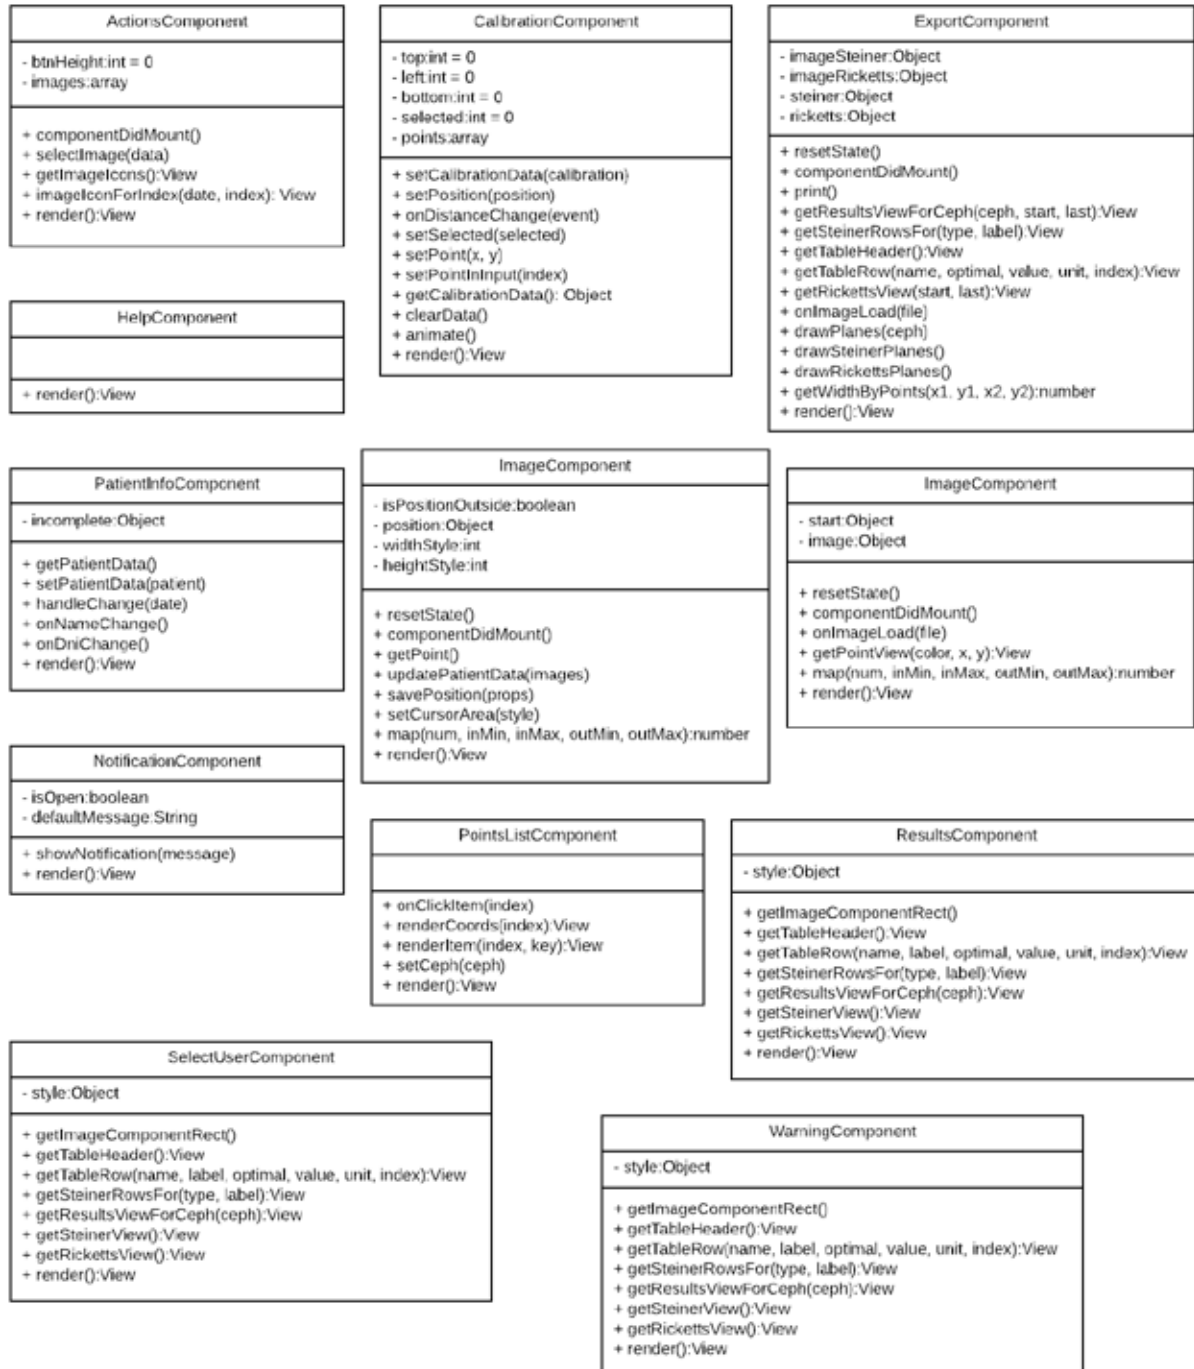 ActionsComponent
- btnHeight:int = 0
- images:array
+ componentDidMount()
+ selectImage(data)
+ getImageIcons():View
+ imageIconForIndex(date, index): View
+ render():View
CalibrationComponent
- top:int = 0
- left:int = 0
- bottom:int = 0
- selected:int = 0
- points:array
+ setCalibrationData(calibration)
+ setPosition(position)
+ onDistanceChange(event)
+ setSelected(selected)
+ setPoint(x, y)
+ setPointInInput(index)
+ getCalibrationData(): Object
+ clearData()
+ animate()
+ render():View
ExportComponent
- imageSteiner:Object
- imageRicketts:Object
- steiner:Object
- ricketts:Object
+ resetState()
+ componentDidMount()
+ print()
+ getResultsViewForCeph(ceph, start, last):View
+ getSteinerRowsFor(type, label):View
+ getTableHeader():View
+ getTableRow(name, optimal, value, unit, index):View
+ getRickettsView(start, last):View
+ onImageLoad(file)
+ drawPlanes(ceph)
+ drawSteinerPlanes()
+ drawRickettsPlanes()
+ getWidthByPoints(x1, y1, x2, y2):number
+ render():View
HelpComponent
+ render():View
PatientInfoComponent
- incomplete:Object
+ getPatientData()
+ setPatientData(patient)
+ handleChange(date)
+ onNameChange()
+ onDniChange()
+ render():View
ImageComponent
- isPositionOutside:boolean
- position:Object
- widthStyle:int
- heightStyle:int
+ resetState()
+ componentDidMount()
+ getPoint()
+ updatePatientData(images)
+ savePosition(props)
+ setCursorArea(style)
+ map(num, inMin, inMax, outMin, outMax):number
+ render():View
ImageComponent
- start:Object
- image:Object
+ resetState()
+ componentDidMount()
+ onImageLoad(file)
+ getPointView(color, x, y):View
+ map(num, inMin, inMax, outMin, outMax):number
+ render():View
NotificationComponent
- isOpen:boolean
- defaultMessage:String
+ showNotification(message)
+ render():View
PointsListComponent
+ onClickItem(index)
+ renderCoords(index):View
+ renderItem(index, key):View
+ setCeph(ceph)
+ render():View
ResultsComponent
- style:Object
+ getImageComponentRect()
+ getTableHeader():View
+ getTableRow(name, label, optimal, value, unit, index):View
+ getSteinerRowsFor(type, label):View
+ getResultsViewForCeph(ceph):View
+ getSteinerView():View
+ getRickettsView():View
+ render():View
SelectUserComponent
- style:Object
+ getImageComponentRect()
+ getTableHeader():View
+ getTableRow(name, label, optimal, value, unit, index):View
+ getSteinerRowsFor(type, label):View
+ getResultsViewForCeph(ceph):View
+ getSteinerView():View
+ getRickettsView():View
+ render():View
WarningComponent
- style:Object
+ getImageComponentRect()
+ getTableHeader():View
+ getTableRow(name, label, optimal, value, unit, index):View
+ getSteinerRowsFor(type, label):View
+ getResultsViewForCeph(ceph):View
+ getSteinerView():View
+ getRickettsView():View
+ render():View